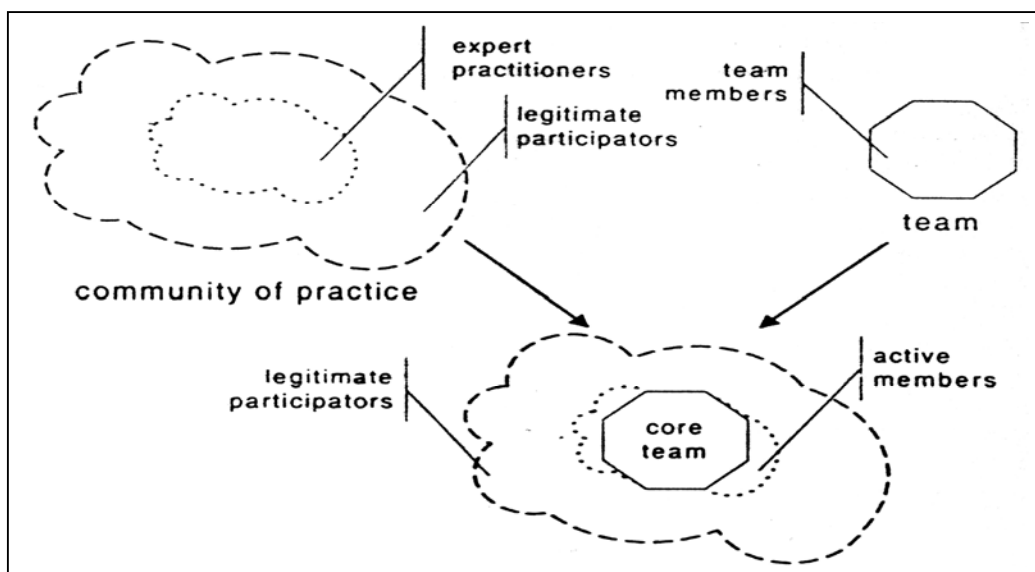 expert
practitioners
legitimate
participators
team
members
team
community of practice
legitimate
participators
active
members
core
team